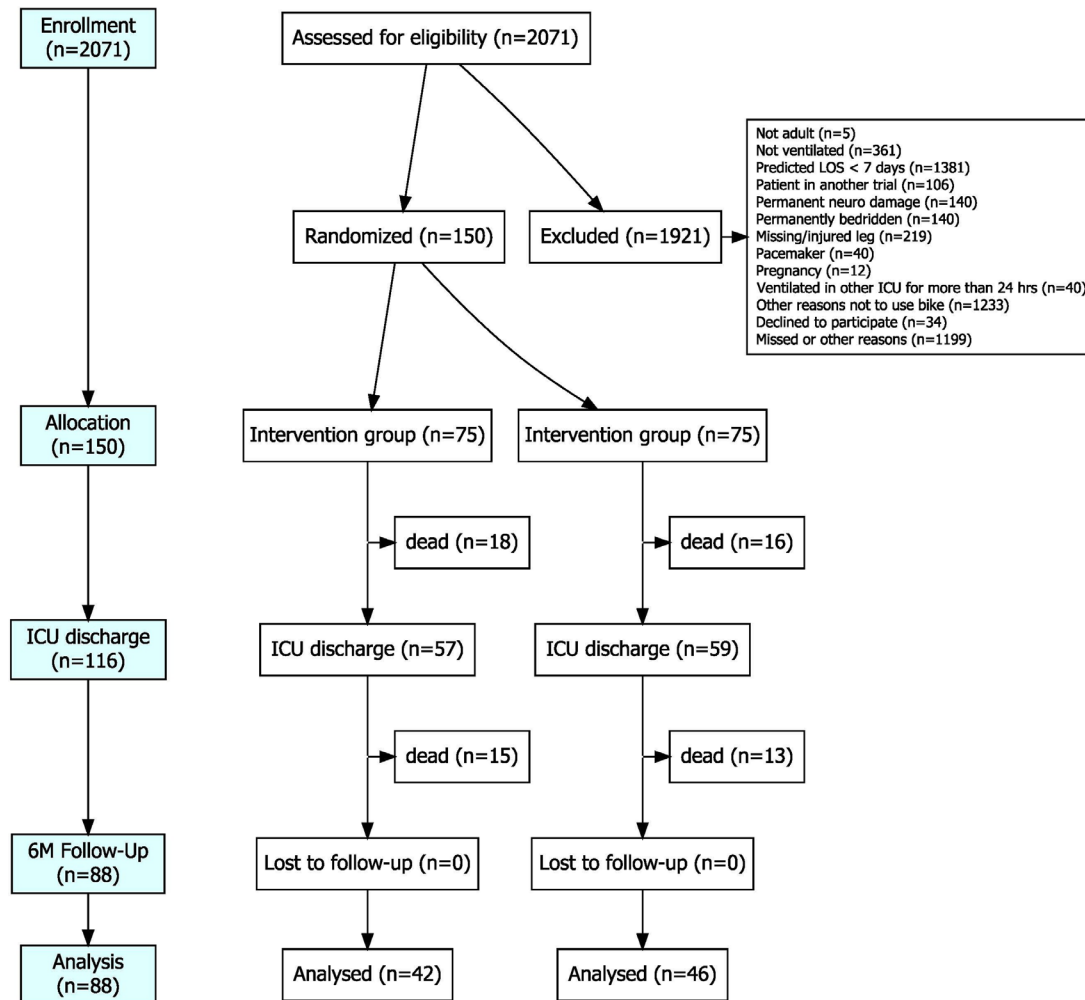 Enrollment
(n=2071)
Assessed for eligibility (n=2071)
Not adult (n=5)
Not ventilated (n=361)
Predicted LOS < 7 days (n=1381)
Patient in another trial (n=106)
Permanent neuro damage (n=140)
Permanently bedridden (n=140)
Missing/injured leg (n=219)
Pacemaker (n=40)
Pregnancy (n=12)
Ventilated in other ICU for more than 24 hrs (n=40)
Other reasons not to use bike (n=1233)
Declined to participate (n=34)
Missed or other reasons (n=1199)
Randomized (n=150)
Excluded (n=1921)
Allocation
(n=150)
Intervention group (n=75)
Intervention group (n=75)
dead (n=18)
dead (n=16)
ICU discharge
(n=116)
ICU discharge (n=57)
ICU discharge (n=59)
dead (n=15)
dead (n=13)
6M Follow-Up
(n=88)
Lost to follow-up (n=0)
Lost to follow-up (n=0)
Analysis
(n=88)
Analysed (n=42)
Analysed (n=46)